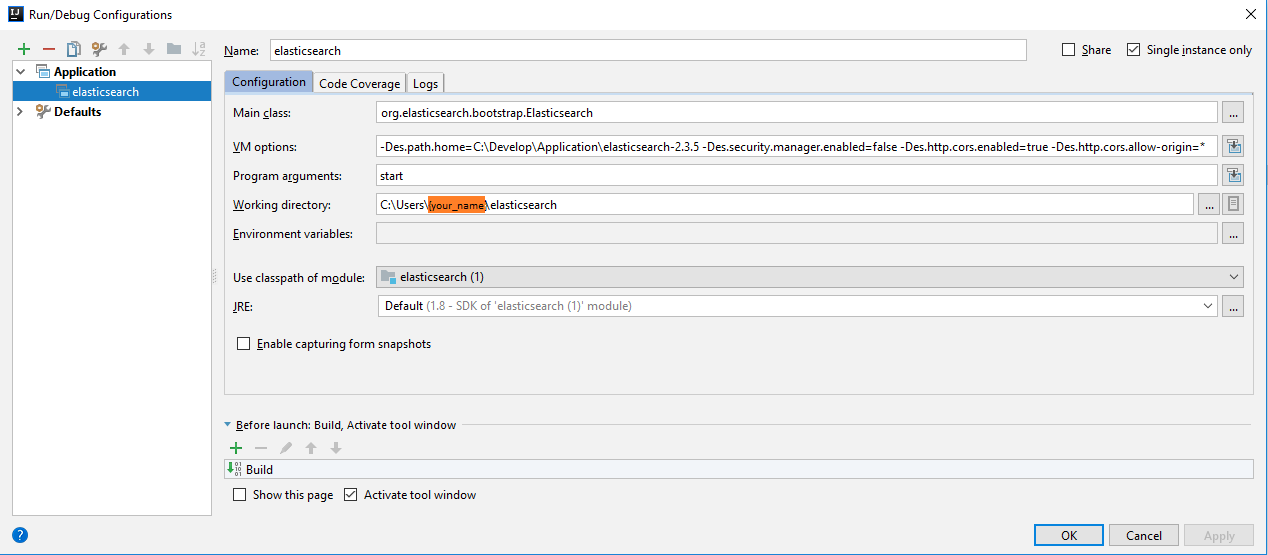 Run/Debug Configurations
Name: elasticsearch
Share
Single instance only
Application
elasticsearch
Defaults
Configuration
Code Coverage
Logs
Main class: org.elasticsearch.bootstrap.Elasticsearch ...
VM options: -Des.path.home=C:\Develop\Application\elasticsearch-2.3.5 -Des.security.manager.enabled=false -Des.http.cors.enabled=true -Des.http.cors.allow-origin=*
Program arguments: start
Working directory: C:\Users\{your_name}\elasticsearch ...
Environment variables: ...
Use classpath of module: elasticsearch (1)
JRE: Default (1.8 - SDK of 'elasticsearch (1)' module) ...
Enable capturing form snapshots
Before launch: Build, Activate tool window
Build
Show this page
Activate tool window
?
OK
Cancel
Apply